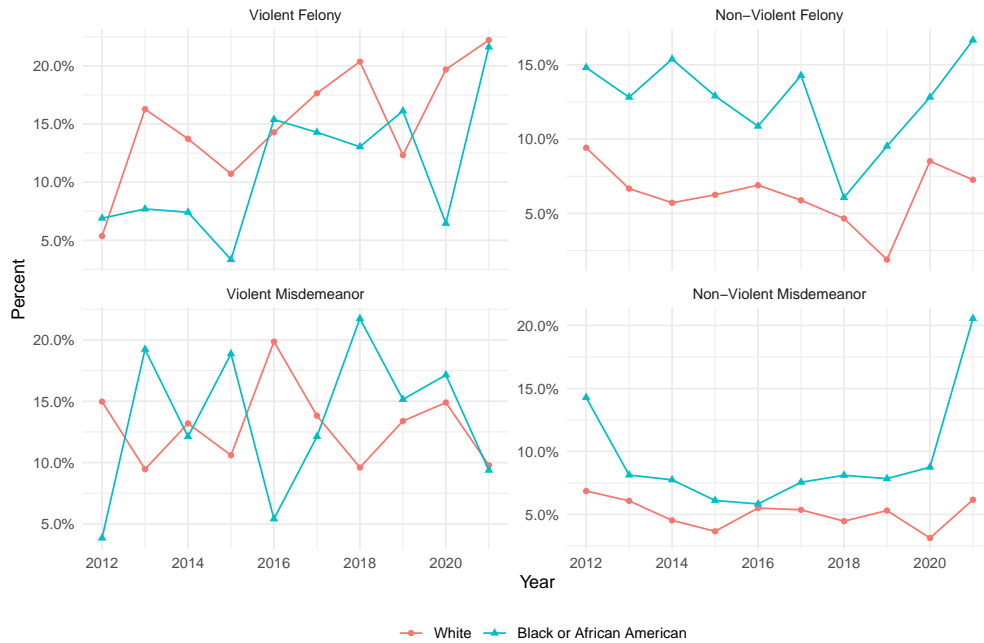 Violent Felony
Non−Violent Felony
20.0%
15.0%
10.0%
5.0%
15.0%
10.0%
5.0%
Percent
Violent Misdemeanor
Non−Violent Misdemeanor
20.0%
15.0%
10.0%
5.0%
20.0%
15.0%
10.0%
5.0%
2012 2014 2016 2018 2020
2012 2014 2016 2018 2020
Year
White Black or African American